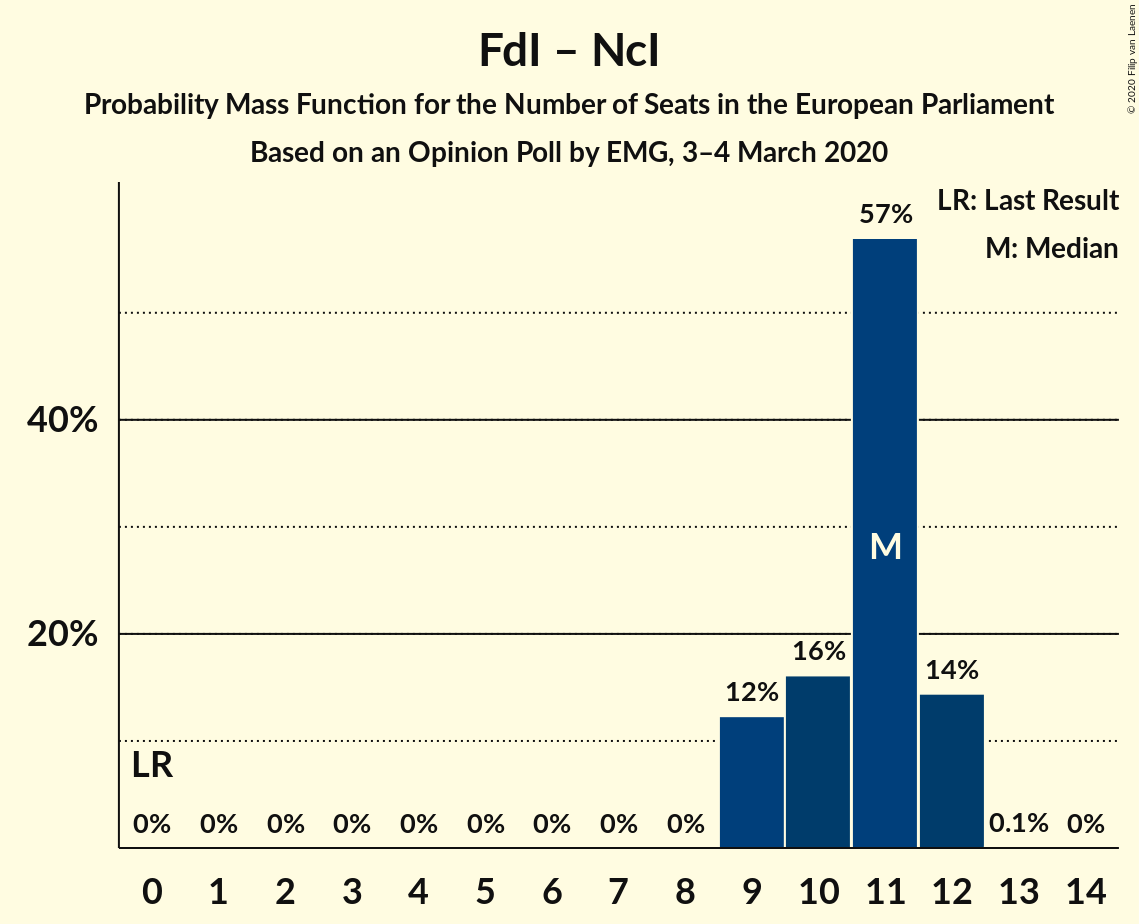 FdI – NcI
Probability Mass Function for the Number of Seats in the European Parliament
Based on an Opinion Poll by EMG, 3–4 March 2020
© 2020 Filip van Laenen
LR: Last Result
M: Median
57%
40%
M
20%
16%
14%
12%
LR
0% 0% 0% 0% 0% 0% 0% 0% 0% 0.1% 0%
0 1 2 3 4 5 6 7 8 9 10 11 12 13 14